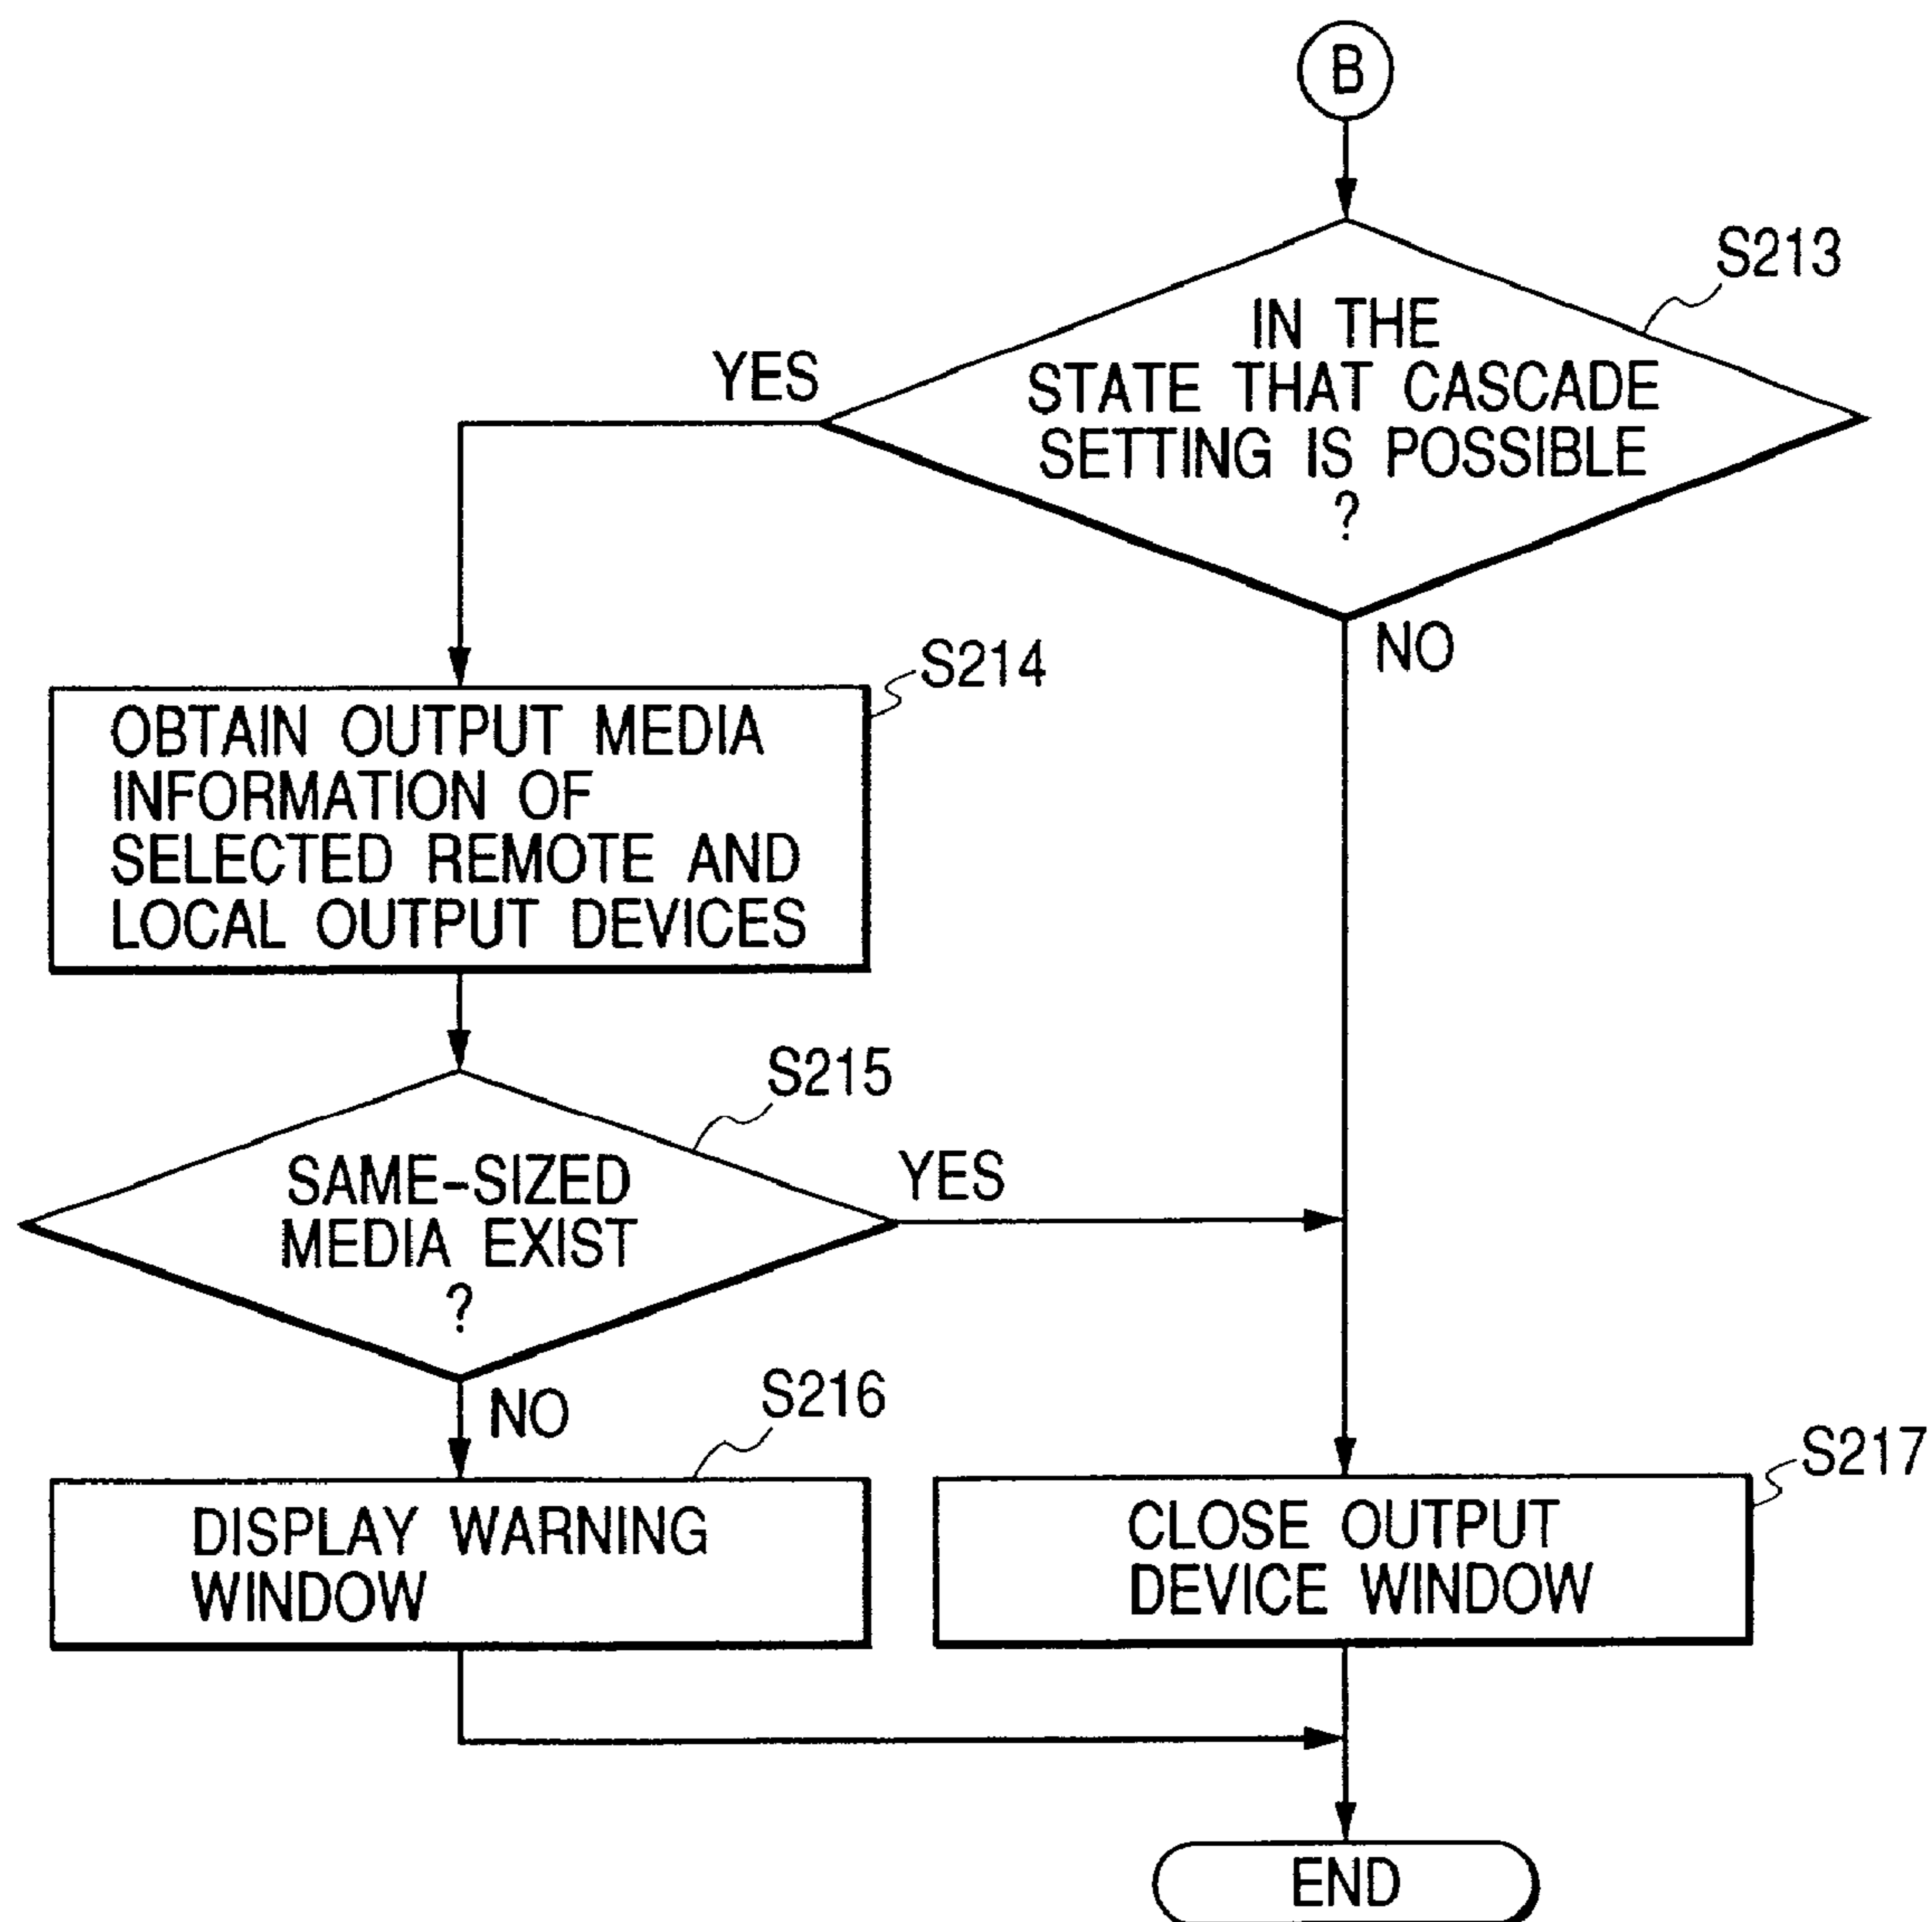 B
S213
IN THE
STATE THAT CASCADE
SETTING IS POSSIBLE
?
YES
NO
S214
OBTAIN OUTPUT MEDIA
INFORMATION OF
SELECTED REMOTE AND
LOCAL OUTPUT DEVICES
S215
SAME-SIZED
MEDIA EXIST
?
YES
NO
S216
DISPLAY WARNING
WINDOW
S217
CLOSE OUTPUT
DEVICE WINDOW
END